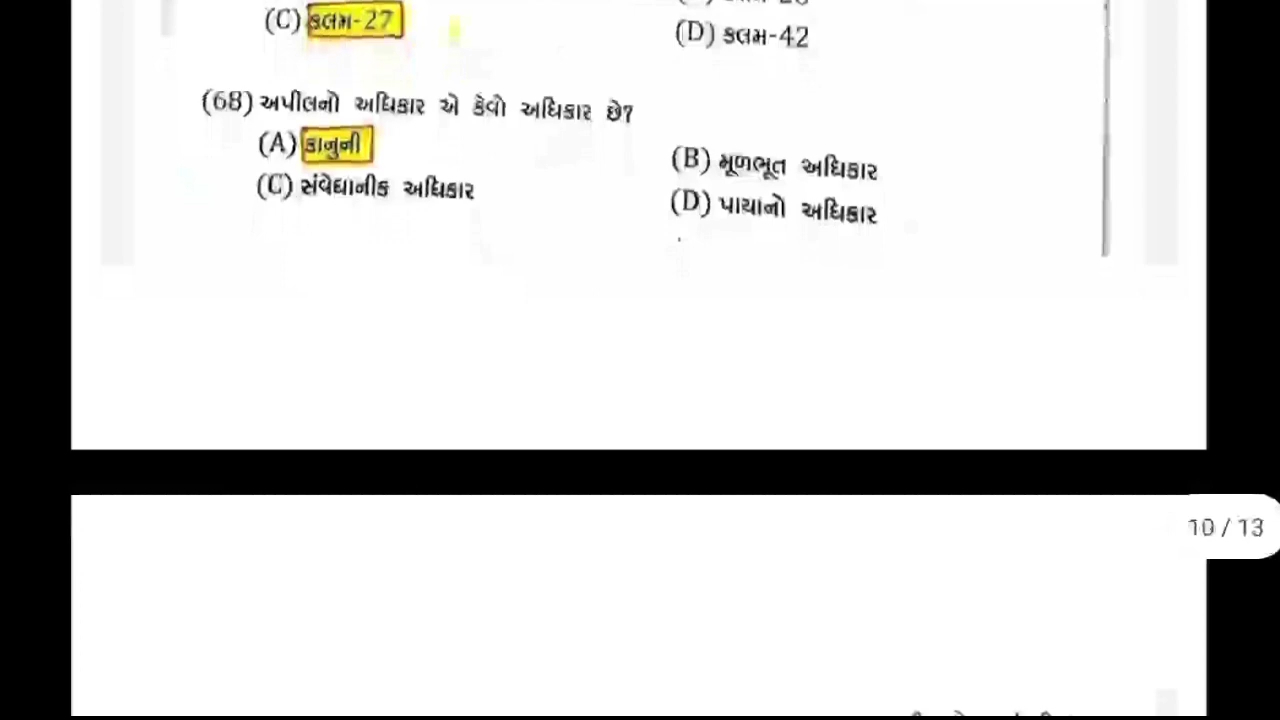 (C) કલમ-27
(D) કલમ-42
(68) અપીલનો અધિકાર એ કેવો અધિકાર છે?
(A) કાનુની
(B) મૂળભૂત અધિકાર
(C) સંવેધાનીક અધિકાર
(D) પાયાનો અધિકાર
10 / 13